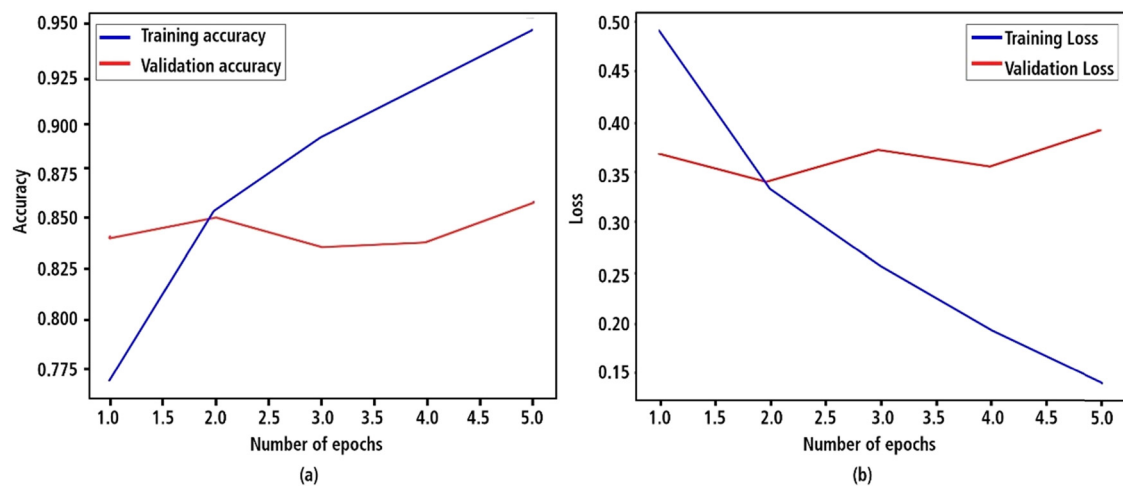 0.950
0.925
0.900
0.875
0.850
0.825
0.800
0.775
Accuracy
Training accuracy
Validation accuracy
1.0 1.5 2.0 2.5 3.0 3.5 4.0 4.5 5.0
Number of epochs
(a)
0.50
0.45
0.40
0.35
0.30
0.25
0.20
0.15
Loss
Training Loss
Validation Loss
1.0 1.5 2.0 2.5 3.0 3.5 4.0 4.5 5.0
Number of epochs
(b)